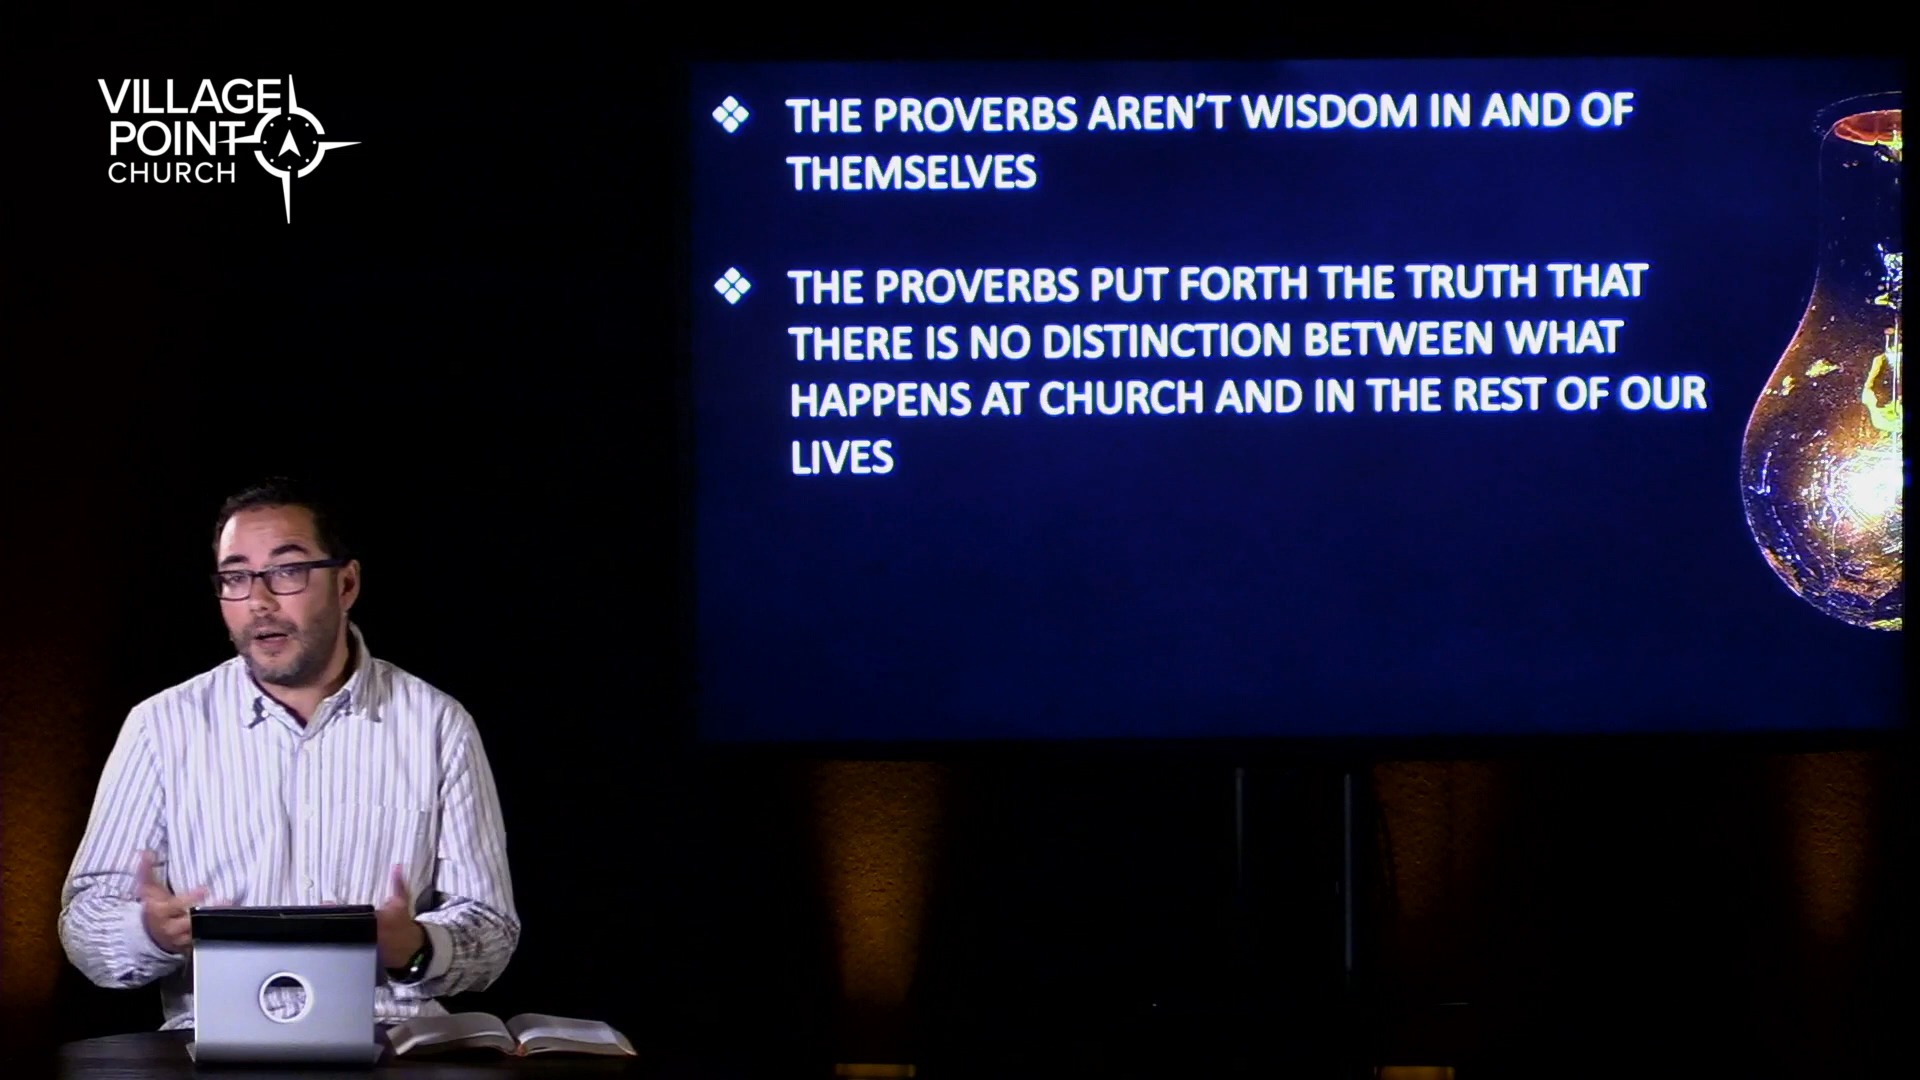 VILLAGE
POINT
CHURCH
❖ THE PROVERBS AREN'T WISDOM IN AND OF
THEMSELVES
❖ THE PROVERBS PUT FORTH THE TRUTH THAT
THERE IS NO DISTINCTION BETWEEN WHAT
HAPPENS AT CHURCH AND IN THE REST OF OUR
LIVES